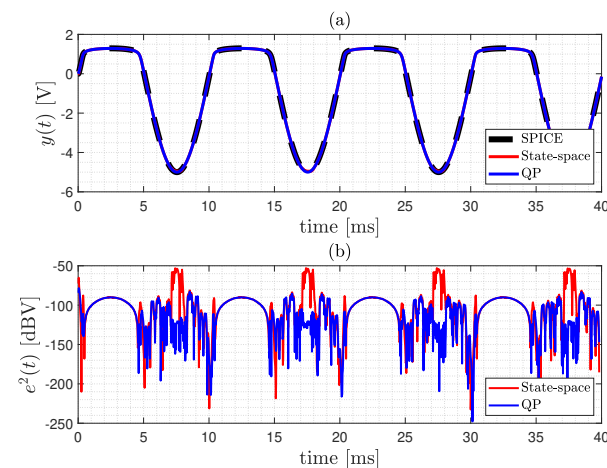 (a)
y(t) [V]
2
0
-2
-4
-6
SPICE
State-space
QP
0 5 10 15 20 25 30 35 40
time [ms]
(b)
e²(t) [dBV]
-50
-100
-150
-200
-250
State-space
QP
0 5 10 15 20 25 30 35 40
time [ms]